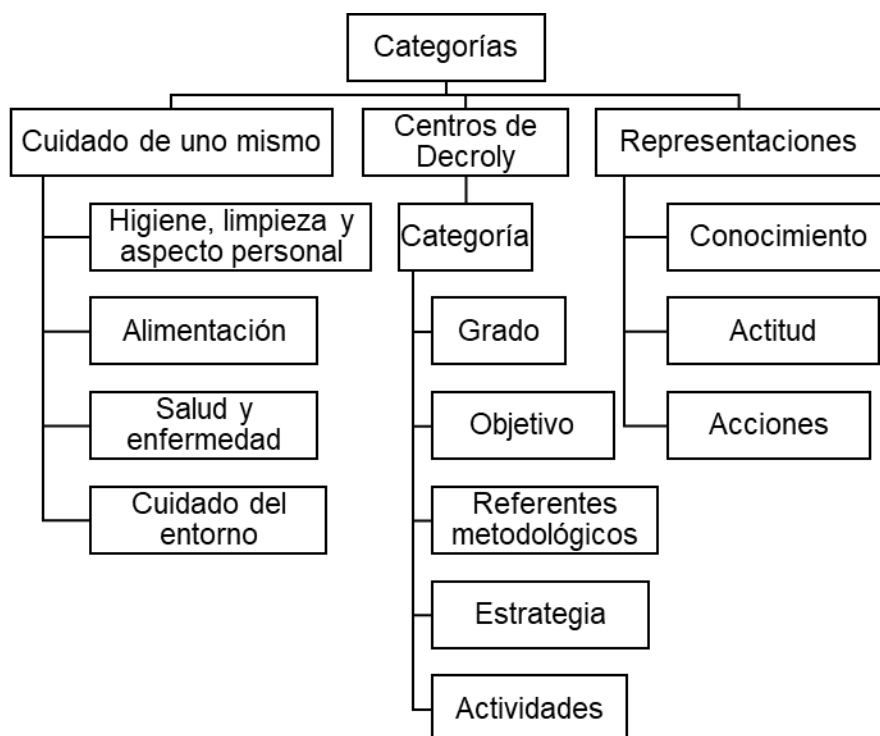 Categorías
Cuidado de uno mismo
Higiene, limpieza y
aspecto personal
Alimentación
Salud y
enfermedad
Cuidado del
entorno
Centros de
Decroly
Categoría
Grado
Objetivo
Referentes
metodológicos
Estrategia
Actividades
Representaciones
Conocimiento
Actitud
Acciones